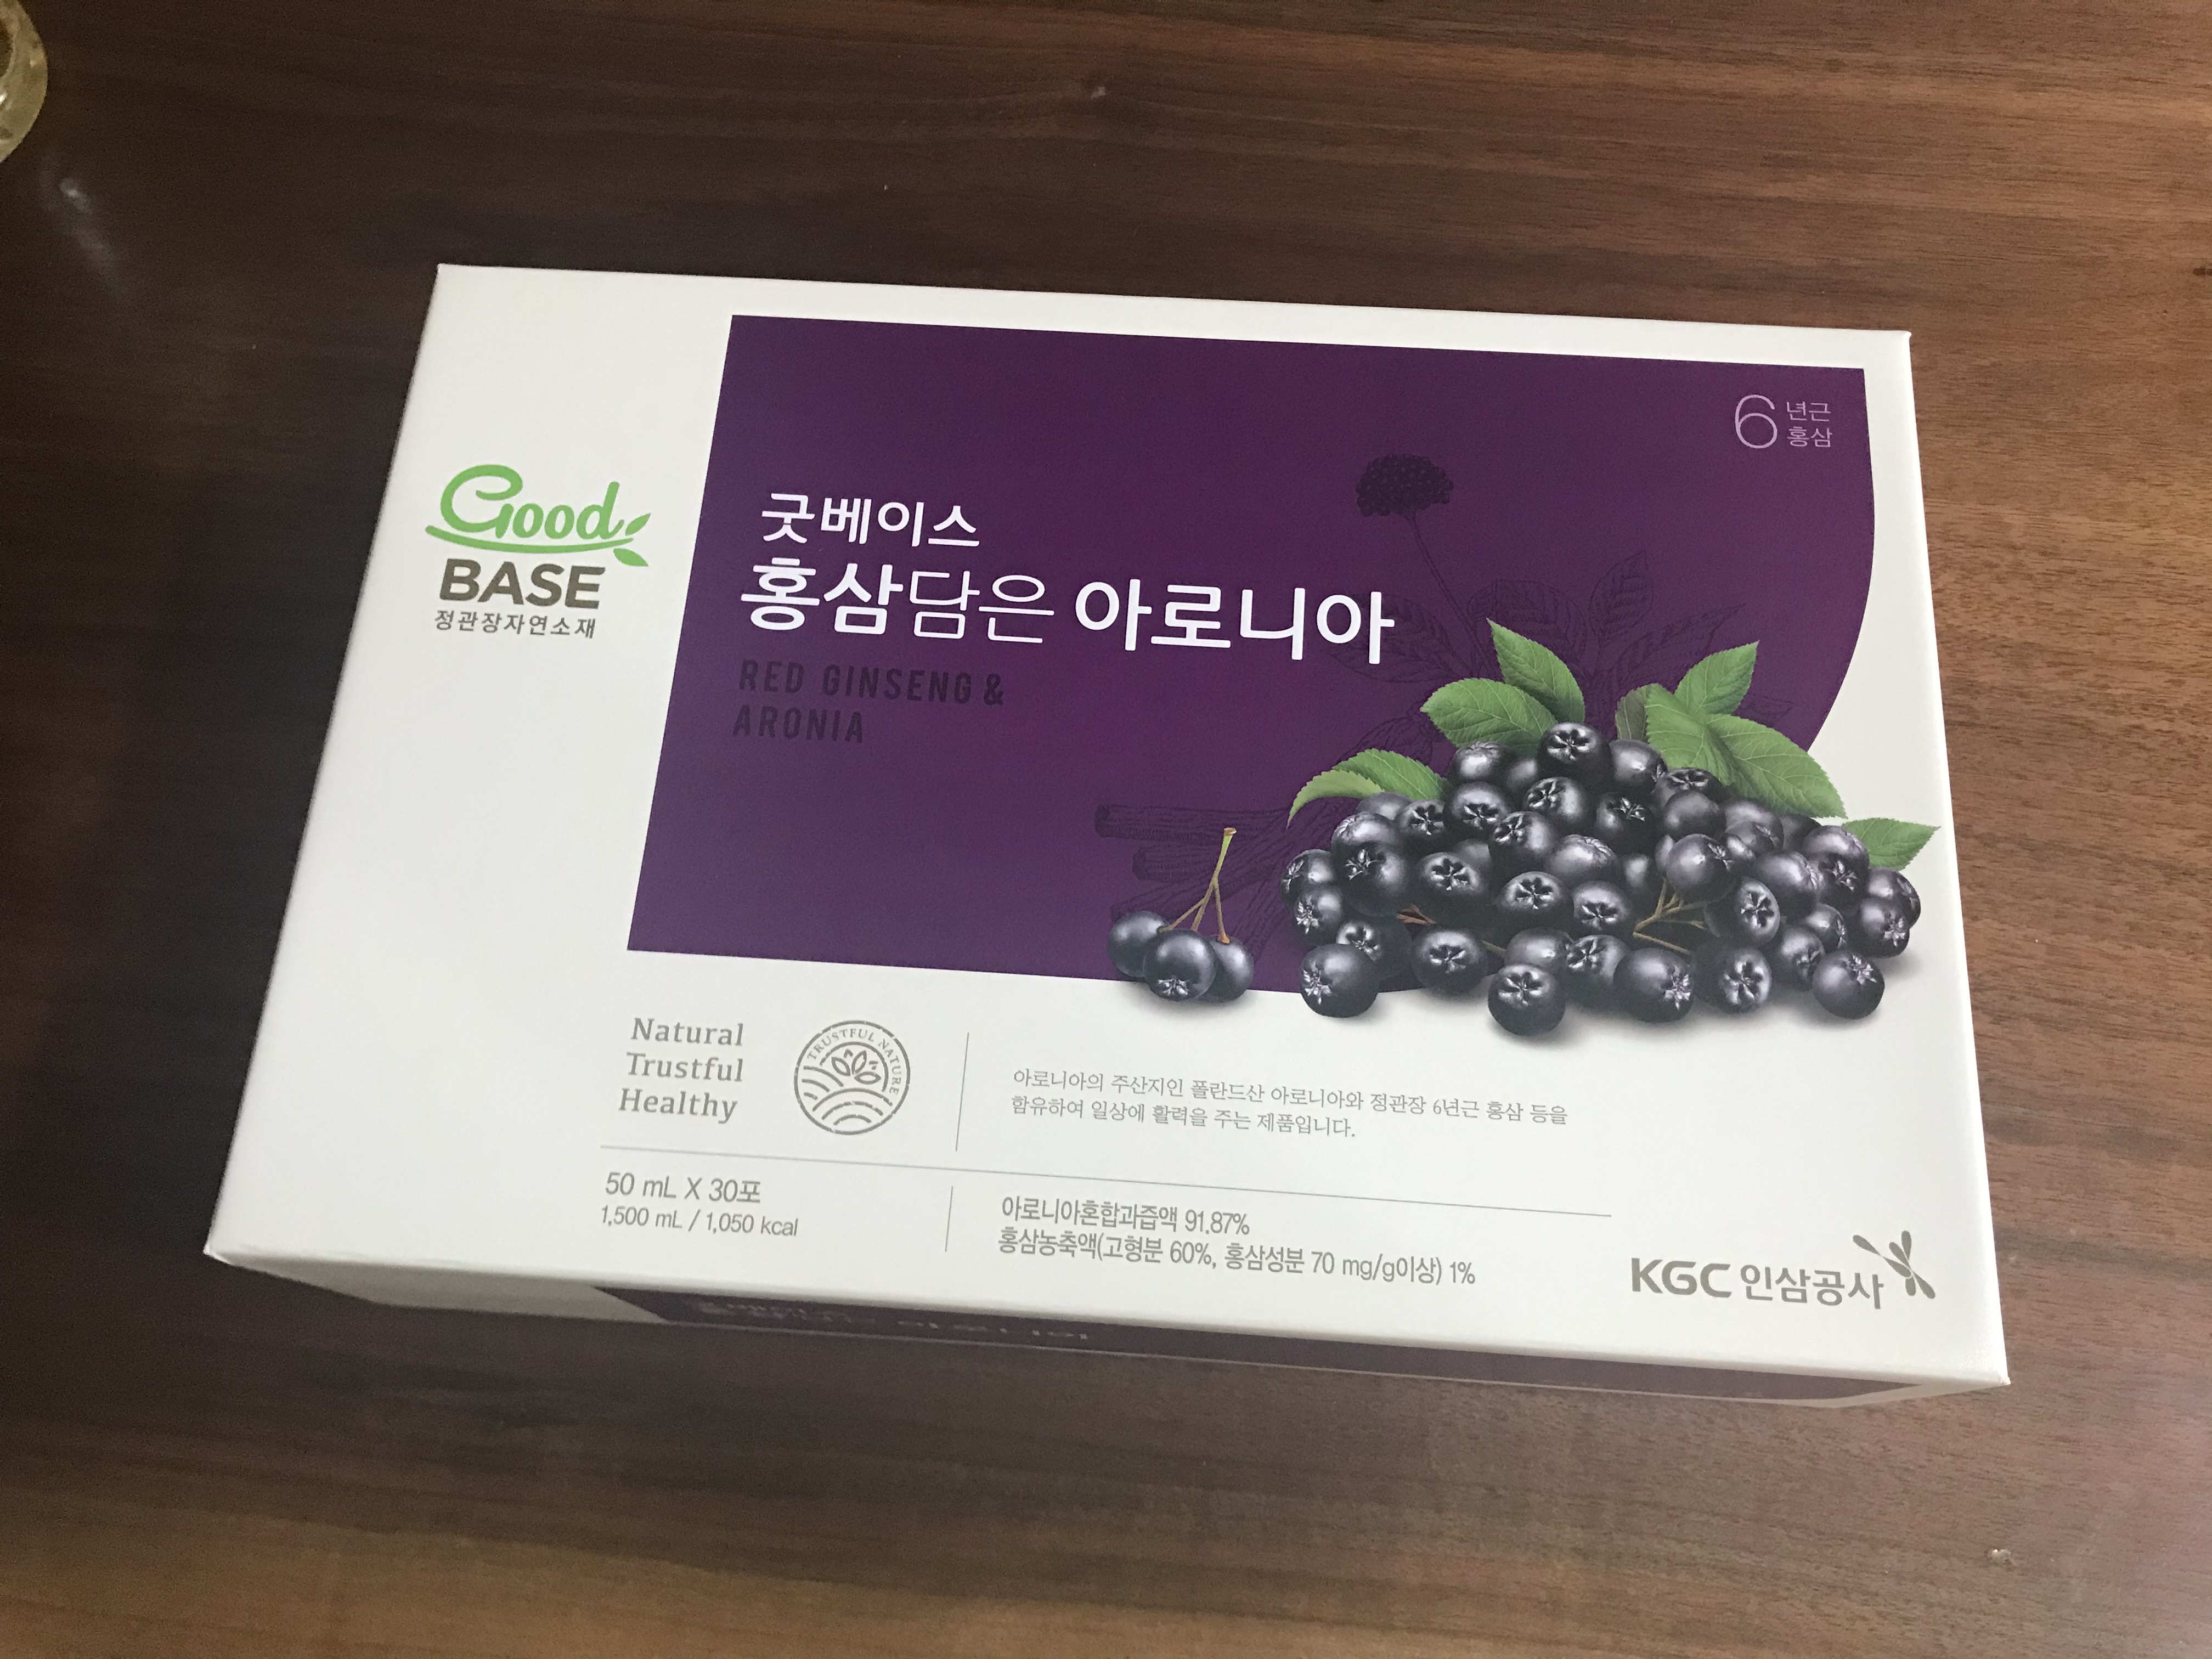 Good
BASE
정관장자연소재
굿베이스
홍삼담은 아로니아
RED GINSENG &
ARONIA
6년근
홍삼
Natural
Trustful
Healthy
TRUSTFUL NATURE
아로니아의 주산지인 폴란드산 아로니아와 정관장 6년근 홍삼 등을
함유하여 일상에 활력을 주는 제품입니다.
50 mL X 30포
1,500 mL / 1,050 kcal
아로니아혼합과즙액 91.87%
홍삼농축액(고형분 60%, 홍삼성분 70 mg/g이상) 1%
KGC 인삼공사